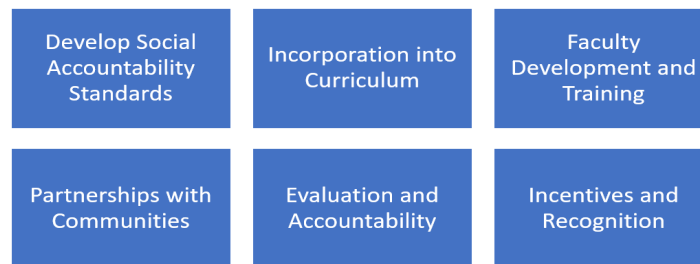 Develop Social
Accountability
Standards
Incorporation into
Curriculum
Faculty
Development and
Training
Partnerships with
Communities
Evaluation and
Accountability
Incentives and
Recognition